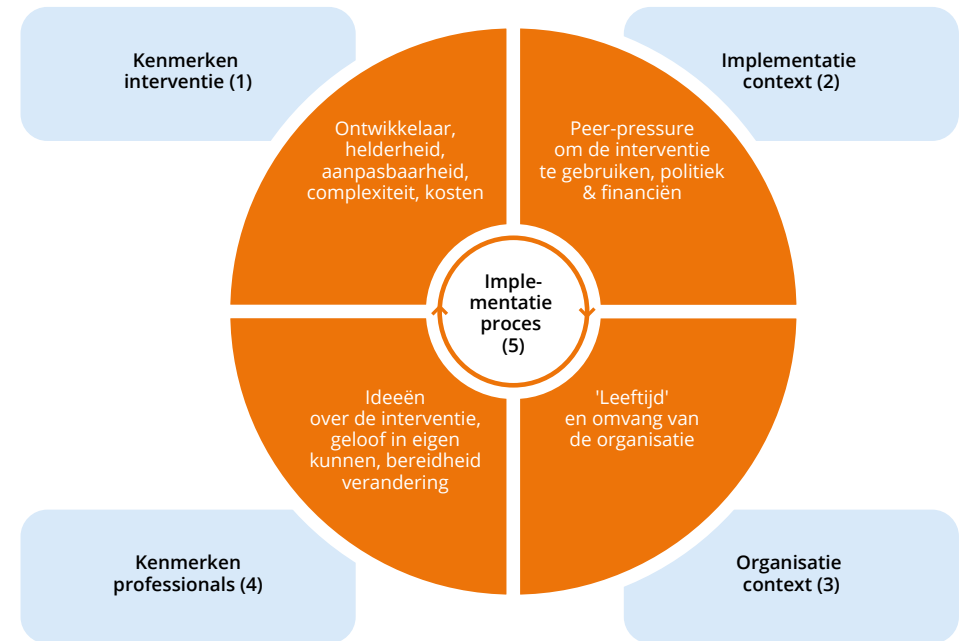 Kenmerken
interventie (1)
Implementatie
context (2)
Ontwikkelaar,
helderheid,
aanpasbaarheid,
complexiteit, kosten
Peer-pressure
om de interventie
te gebruiken, politiek
& financiën
Imple-
mentatie
proces
(5)
Ideeën
over de interventie,
geloof in eigen
kunnen, bereidheid
verandering
'Leeftijd'
en omvang van
de organisatie
Kenmerken
professionals (4)
Organisatie
context (3)